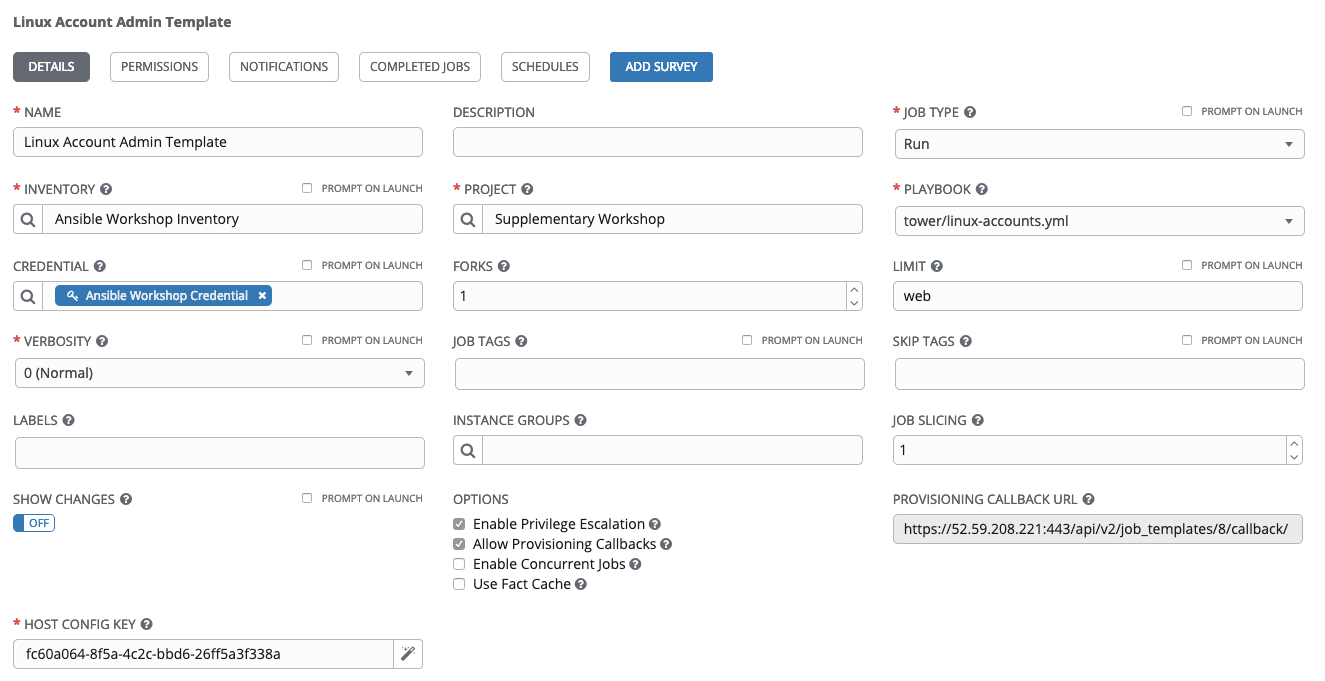 Linux Account Admin Template
DETAILS PERMISSIONS NOTIFICATIONS COMPLETED JOBS SCHEDULES ADD SURVEY
* NAME DESCRIPTION * JOB TYPE ? PROMPT ON LAUNCH
Linux Account Admin Template Run
* INVENTORY ? PROMPT ON LAUNCH * PROJECT ? * PLAYBOOK ?
Ansible Workshop Inventory Supplementary Workshop tower/linux-accounts.yml
CREDENTIAL ? PROMPT ON LAUNCH FORKS ? LIMIT ? PROMPT ON LAUNCH
Ansible Workshop Credential × 1 web
* VERBOSITY ? PROMPT ON LAUNCH JOB TAGS ? PROMPT ON LAUNCH SKIP TAGS ? PROMPT ON LAUNCH
0 (Normal)
LABELS ? INSTANCE GROUPS ? JOB SLICING ?
1
SHOW CHANGES ? PROMPT ON LAUNCH OPTIONS PROVISIONING CALLBACK URL ?
OFF Enable Privilege Escalation ? https://52.59.208.221:443/api/v2/job_templates/8/callback/
Allow Provisioning Callbacks ?
Enable Concurrent Jobs ?
Use Fact Cache ?
* HOST CONFIG KEY ?
fc60a064-8f5a-4c2c-bbd6-26ff5a3f338a